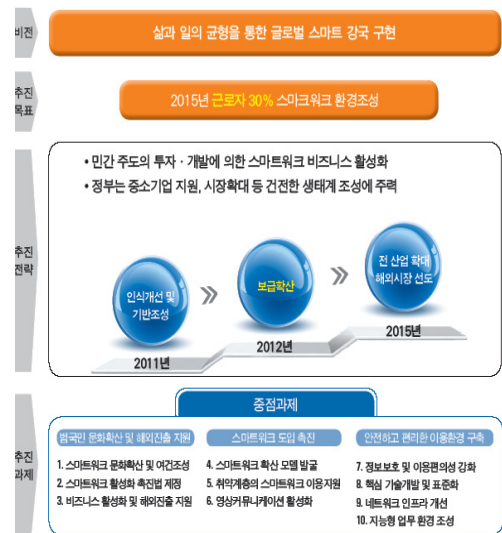 비전
삶과 일의 균형을 통한 글로벌 스마트 강국 구현
추진
목표
2015년 근로자 30% 스마크워크 환경조성
추진
전략
• 민간 주도의 투자 · 개발에 의한 스마트워크 비즈니스 활성화
• 정부는 중소기업 지원, 시장확대 등 건전한 생태계 조성에 주력
인식개선 및
기반조성
»
보급확산
»
전 산업 확대
해외시장 선도
2011년
2012년
2015년
추진
과제
중점과제
범국민 문화확산 및 해외진출 지원
1. 스마트워크 문화확산 및 여건조성
2. 스마트워크 활성화 촉진법 제정
3. 비즈니스 활성화 및 해외진출 지원
스마트워크 도입 촉진
4. 스마트워크 확산 모델 발굴
5. 취약계층의 스마트워크 이용지원
6. 영상커뮤니케이션 활성화
안전하고 편리한 이용환경 구축
7. 정보보호 및 이용편의성 강화
8. 핵심 기술개발 및 표준화
9. 네트워크 인프라 개선
10. 지능형 업무 환경 조성